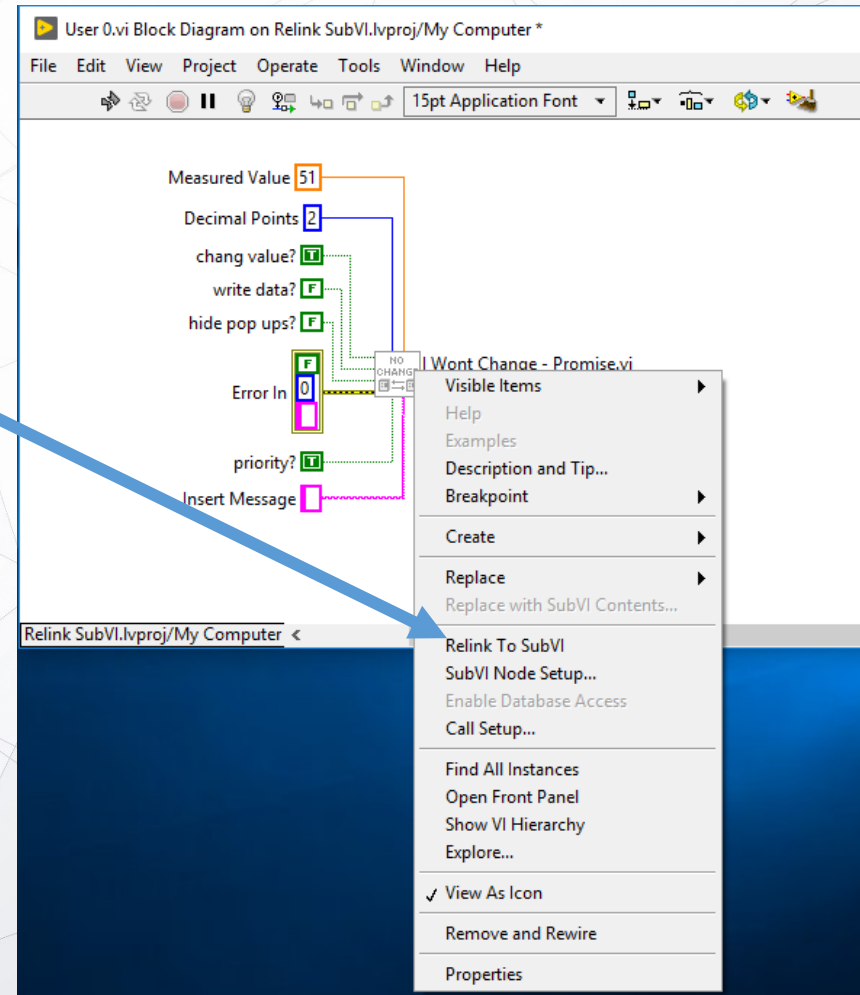 User 0.vi Block Diagram on Relink SubVI.lvproj/My Computer *
File Edit View Project Operate Tools Window Help
15pt Application Font
Measured Value 51
Decimal Points 2
chang value? T
write data? F
hide pop ups? F
NO
CHANGE
I Wont Change - Promise.vi
F
Error In 0
priority? T
Insert Message
Visible Items
Help
Examples
Description and Tip...
Breakpoint
Create
Replace
Replace with SubVI Contents...
Relink To SubVI
SubVI Node Setup...
Enable Database Access
Call Setup...
Find All Instances
Open Front Panel
Show VI Hierarchy
Explore...
View As Icon
Remove and Rewire
Properties
Relink SubVI.lvproj/My Computer <